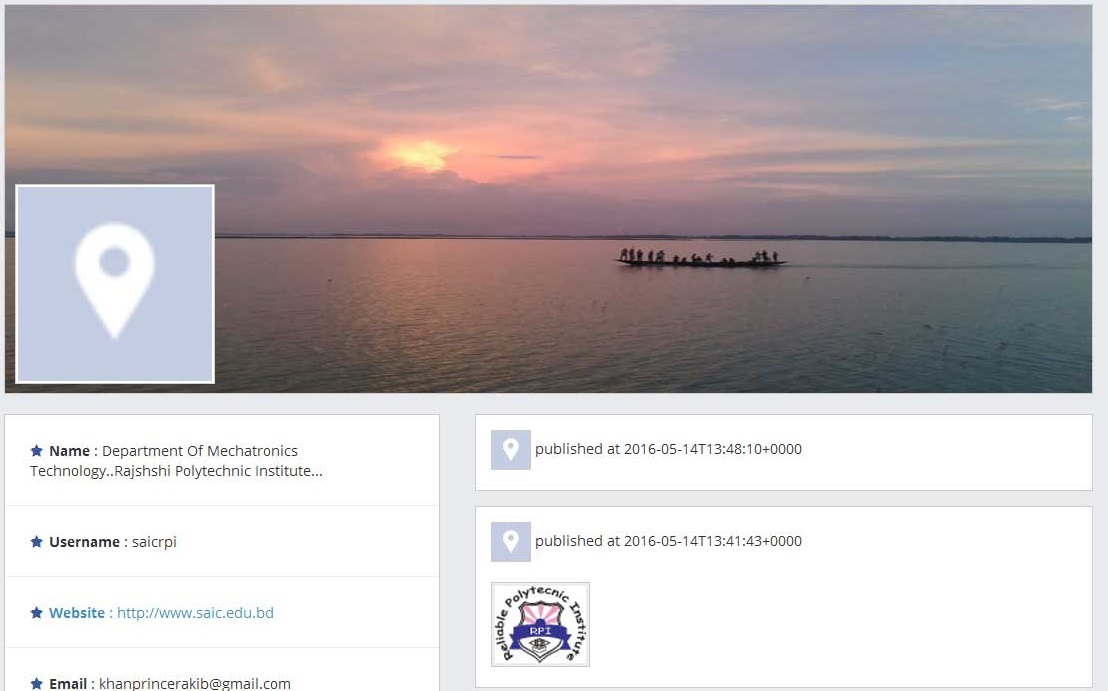 Name : Department Of Mechatronics
Technology..Rajshshi Polytechnic Institute...
Username : saicrpi
Website : http://www.saic.edu.bd
Email : khanprincerakib@gmail.com
published at 2016-05-14T13:48:10+0000
published at 2016-05-14T13:41:43+0000
Reliable Polytecnic Institute
RPI